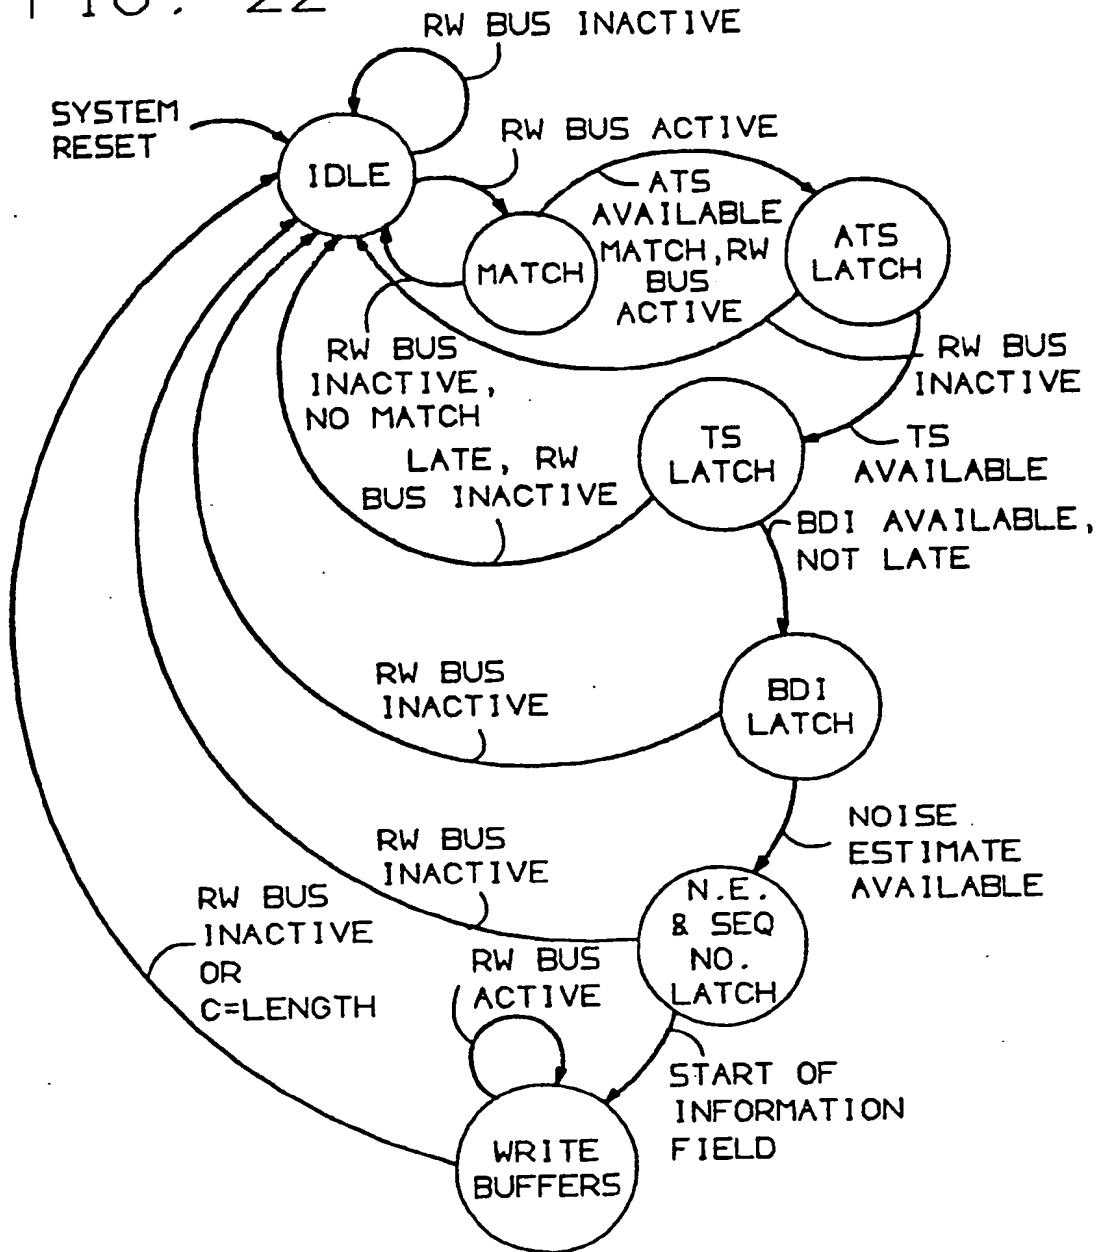 FIG. 22
RW BUS INACTIVE
SYSTEM
RESET
IDLE
RW BUS ACTIVE
ATS
AVAILABLE
MATCH, RW
BUS
ACTIVE
MATCH
ATS
LATCH
RW BUS
INACTIVE,
NO MATCH
RW BUS
INACTIVE
TS
LATCH
TS
AVAILABLE
LATE, RW
BUS INACTIVE
BDI AVAILABLE,
NOT LATE
RW BUS
INACTIVE
BDI
LATCH
NOISE
ESTIMATE
AVAILABLE
RW BUS
INACTIVE
N.E.
& SEQ
NO.
LATCH
RW BUS
INACTIVE
OR
C=LENGTH
RW BUS
ACTIVE
START OF
INFORMATION
FIELD
WRITE
BUFFERS